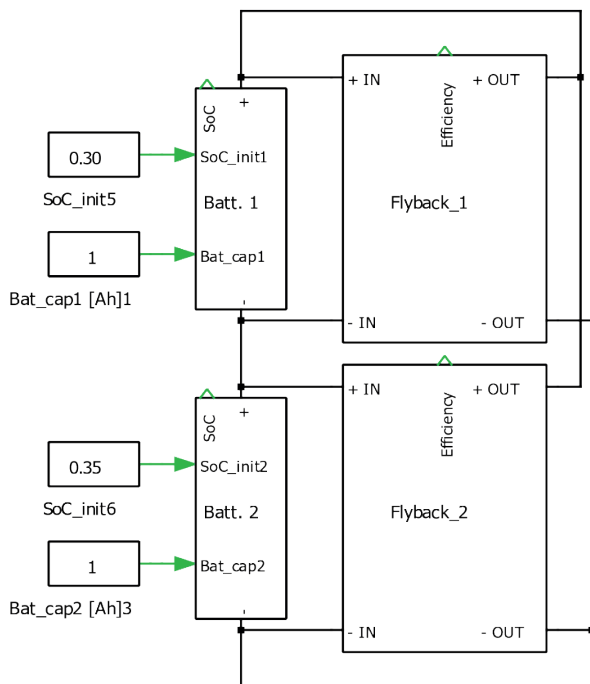 + IN
+ OUT
Efficiency
SoC
+
0.30
SoC_init1
SoC_init5
Batt. 1
Flyback_1
1
Bat_cap1
Bat_cap1 [Ah]1
-
- IN
- OUT
+ IN
+ OUT
Efficiency
SoC
+
0.35
SoC_init2
SoC_init6
Batt. 2
Flyback_2
1
Bat_cap2
Bat_cap2 [Ah]3
-
- IN
- OUT